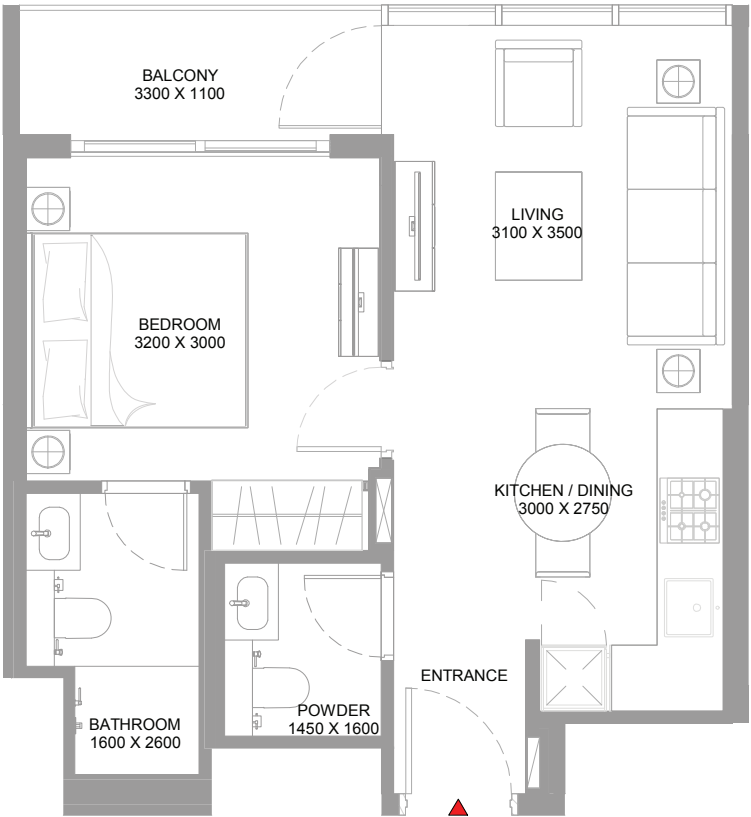 BALCONY
3300 X 1100
LIVING
3100 X 3500
BEDROOM
3200 X 3000
KITCHEN / DINING
3000 X 2750
ENTRANCE
POWDER
1450 X 1600
BATHROOM
1600 X 2600